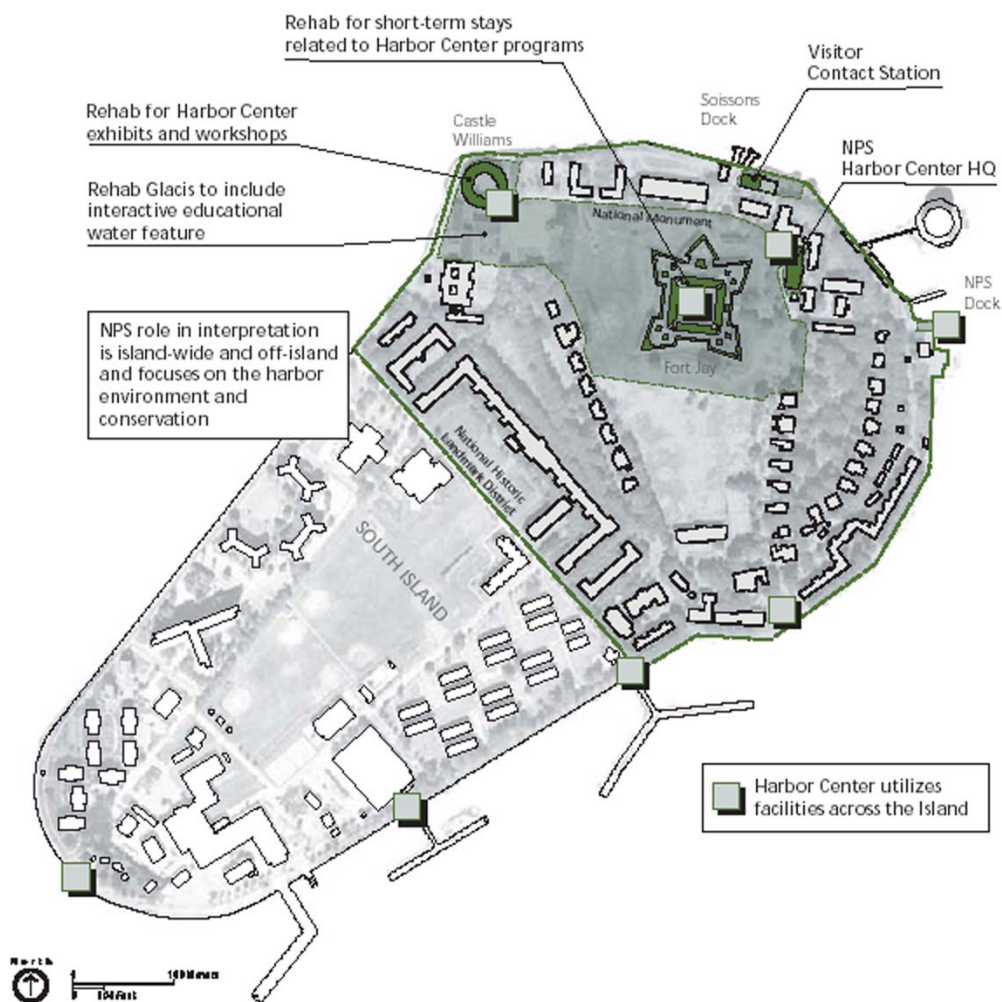 Rehab for short-term stays
related to Harbor Center programs
Visitor
Contact Station
Soissons
Dock
Rehab for Harbor Center
exhibits and workshops
Castle
Williams
NPS
Harbor Center HQ
Rehab Glacis to include
interactive educational
water feature
National Monument
NPS
Dock
NPS role in interpretation
is island-wide and off-island
and focuses on the harbor
environment and
conservation
Fort Jay
National Historic
Landmark District
SOUTH ISLAND
Harbor Center utilizes
facilities across the Island
North